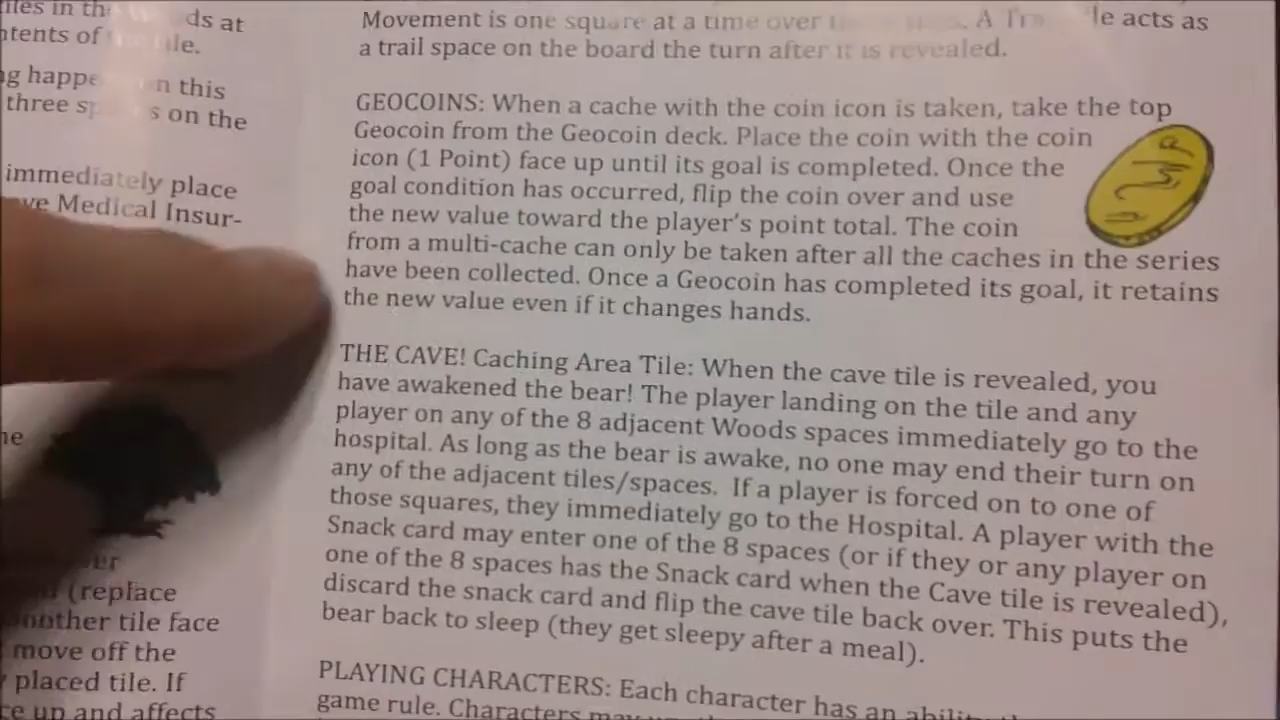 iles in th ds at
ntents of ile.
ng happe n this
three sp s on the
immediately place
ve Medical Insur-
he
er
(replace
another tile face
move off the
placed tile. If
ce up and affects
Movement is one square at a time over A Tra le acts as
a trail space on the board the turn after it is revealed.
GEOCOINS: When a cache with the coin icon is taken, take the top
Geocoin from the Geocoin deck. Place the coin with the coin
icon (1 Point) face up until its goal is completed. Once the
goal condition has occurred, flip the coin over and use
the new value toward the player's point total. The coin
from a multi-cache can only be taken after all the caches in the series
have been collected. Once a Geocoin has completed its goal, it retains
the new value even if it changes hands.
THE CAVE! Caching Area Tile: When the cave tile is revealed, you
have awakened the bear! The player landing on the tile and any
player on any of the 8 adjacent Woods spaces immediately go to the
hospital. As long as the bear is awake, no one may end their turn on
any of the adjacent tiles/spaces. If a player is forced on to one of
those squares, they immediately go to the Hospital. A player with the
Snack card may enter one of the 8 spaces (or if they or any player on
one of the 8 spaces has the Snack card when the Cave tile is revealed),
discard the snack card and flip the cave tile back over. This puts the
bear back to sleep (they get sleepy after a meal).
PLAYING CHARACTERS: Each character has an ability
game rule. Characters may